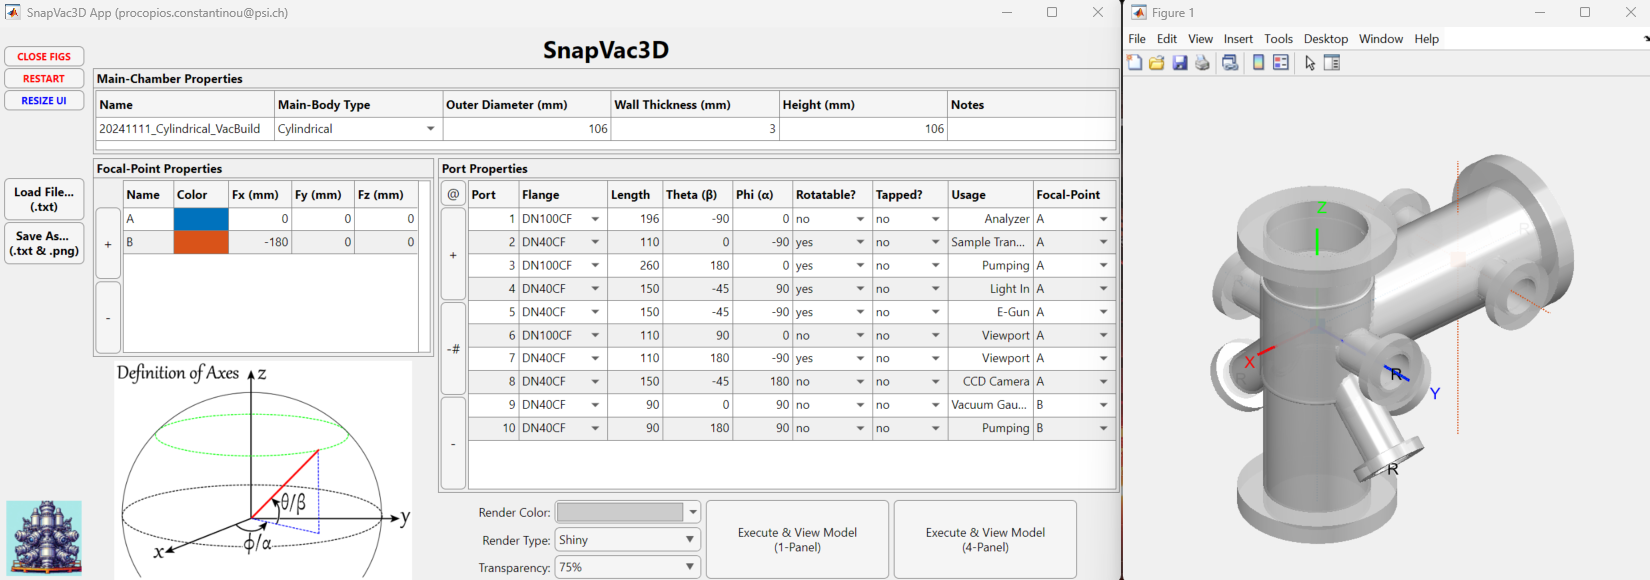 SnapVac3D App (procopios.constantinou@psi.ch)
SnapVac3D
CLOSE FIGS
RESTART
RESIZE UI
Load File...
(.txt)
Save As...
(.txt & .png)
Main-Chamber Properties
Name Main-Body Type Outer Diameter (mm) Wall Thickness (mm) Height (mm) Notes
20241111_Cylindrical_VacBuild Cylindrical 106 3 106
Focal-Point Properties
Name Color Fx (mm) Fy (mm) Fz (mm)
A 0 0 0
B -180 0 0
+
-
Port Properties
@ Port Flange Length Theta (β) Phi (α) Rotatable? Tapped? Usage Focal-Point
1 DN100CF 196 -90 0 no no Analyzer A
2 DN40CF 110 0 -90 yes no Sample Tran... A
3 DN100CF 260 180 0 yes no Pumping A
4 DN40CF 150 -45 90 yes no Light In A
5 DN40CF 150 -45 -90 yes no E-Gun A
6 DN100CF 110 90 0 no no Viewport A
7 DN40CF 110 180 -90 yes no Viewport A
8 DN40CF 150 -45 180 no no CCD Camera A
9 DN40CF 90 0 90 no no Vacuum Gau... B
10 DN40CF 90 180 90 no no Pumping B
+
-#
-
Definition of Axes
z
θ/β
y
x
ϕ/α
Render Color:
Render Type: Shiny
Transparency: 75%
Execute & View Model
(1-Panel)
Execute & View Model
(4-Panel)
Figure 1
File Edit View Insert Tools Desktop Window Help
Z
R
X
R
R
Y
R